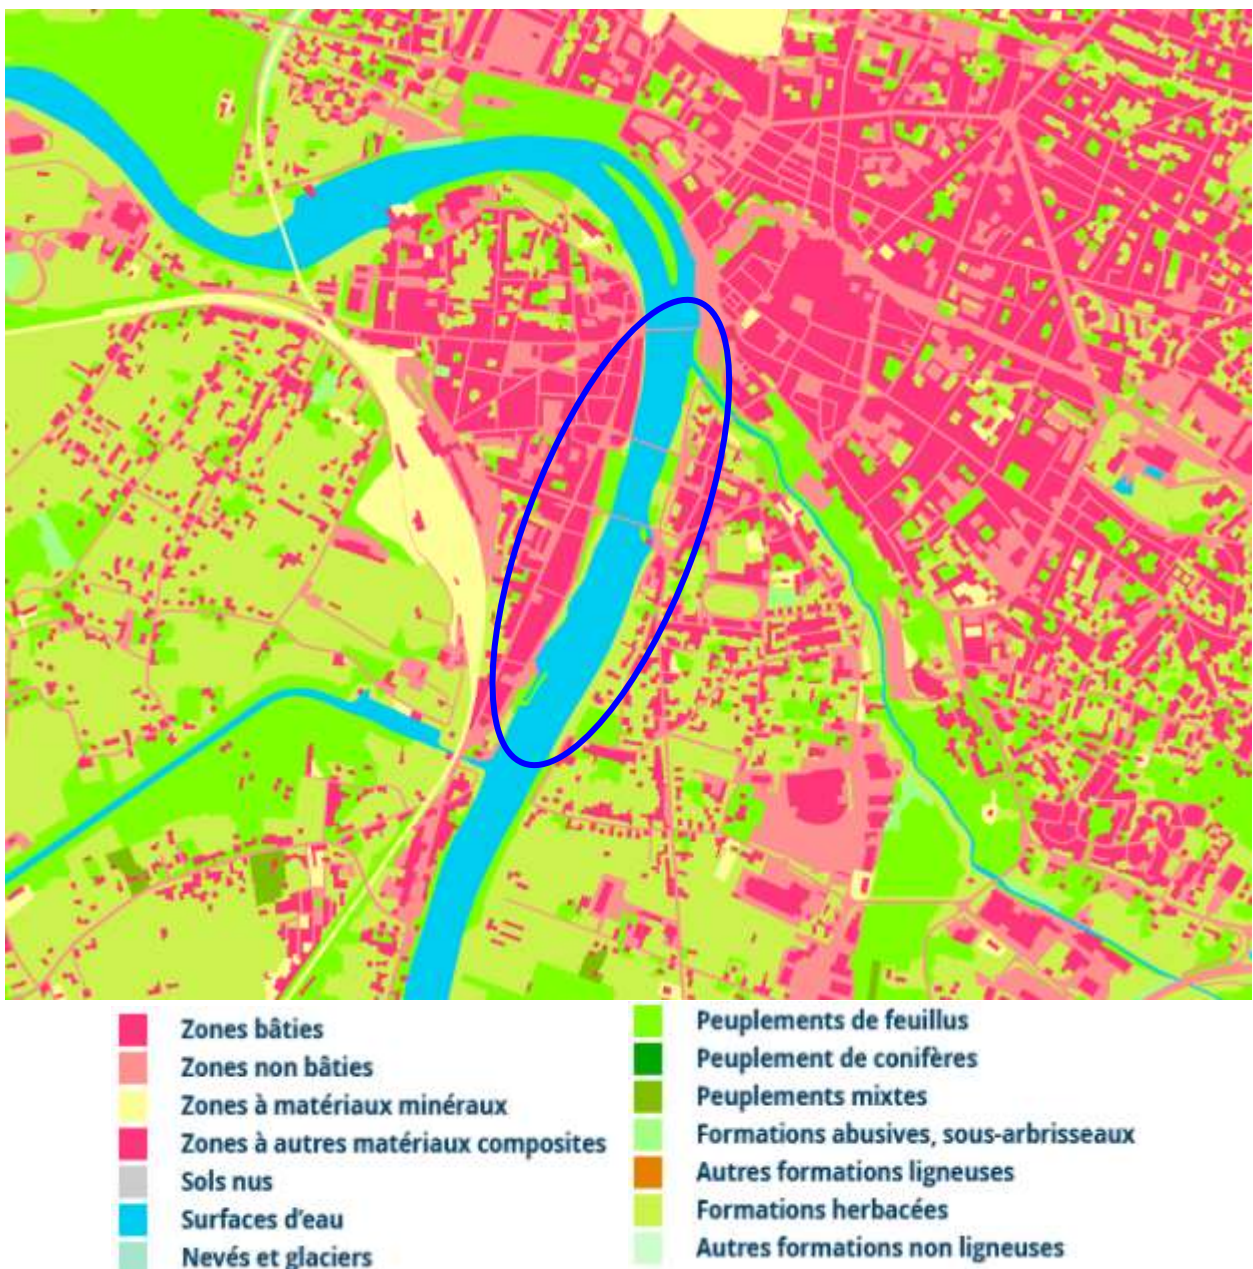 Zones bâties
Zones non bâties
Zones à matériaux minéraux
Zones à autres matériaux composites
Sols nus
Surfaces d'eau
Nevés et glaciers
Peuplements de feuillus
Peuplement de conifères
Peuplements mixtes
Formations abusives, sous-arbrisseaux
Autres formations ligneuses
Formations herbacées
Autres formations non ligneuses